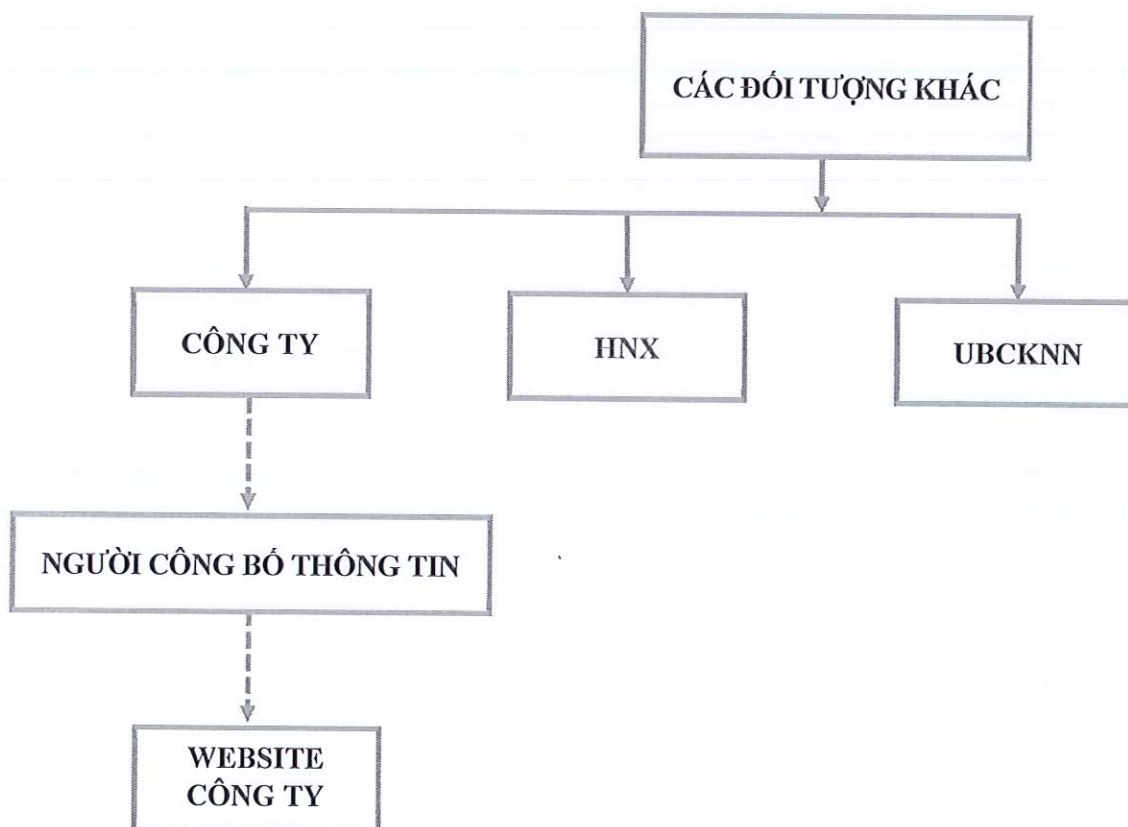 CÁC ĐỐI TƯỢNG KHÁC
CÔNG TY
HNX
UBCKNN
NGƯỜI CÔNG BỐ THÔNG TIN
WEBSITE
CÔNG TY